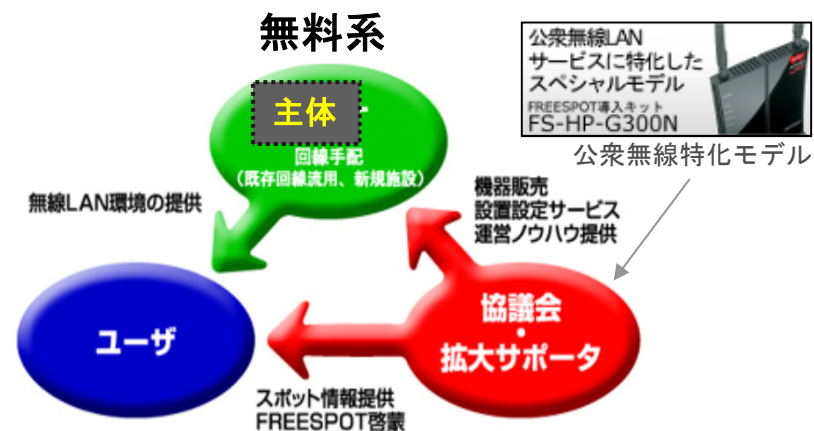 無料系
公衆無線LAN
サービスに特化した
スペシャルモデル
FREESPOT導入キット
FS-HP-G300N
公衆無線特化モデル
主体
回線手配
（既存回線流用、新規施設）
無線LAN環境の提供
機器販売
設置設定サービス
運営ノウハウ提供
ユーザ
協議会
・
拡大サポータ
スポット情報提供
FREESPOT啓蒙